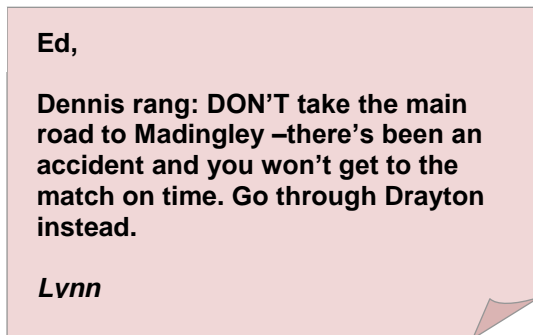 Ed,
Dennis rang: DON’T take the main
road to Madingley –there’s been an
accident and you won’t get to the
match on time. Go through Drayton
instead.
Lynn